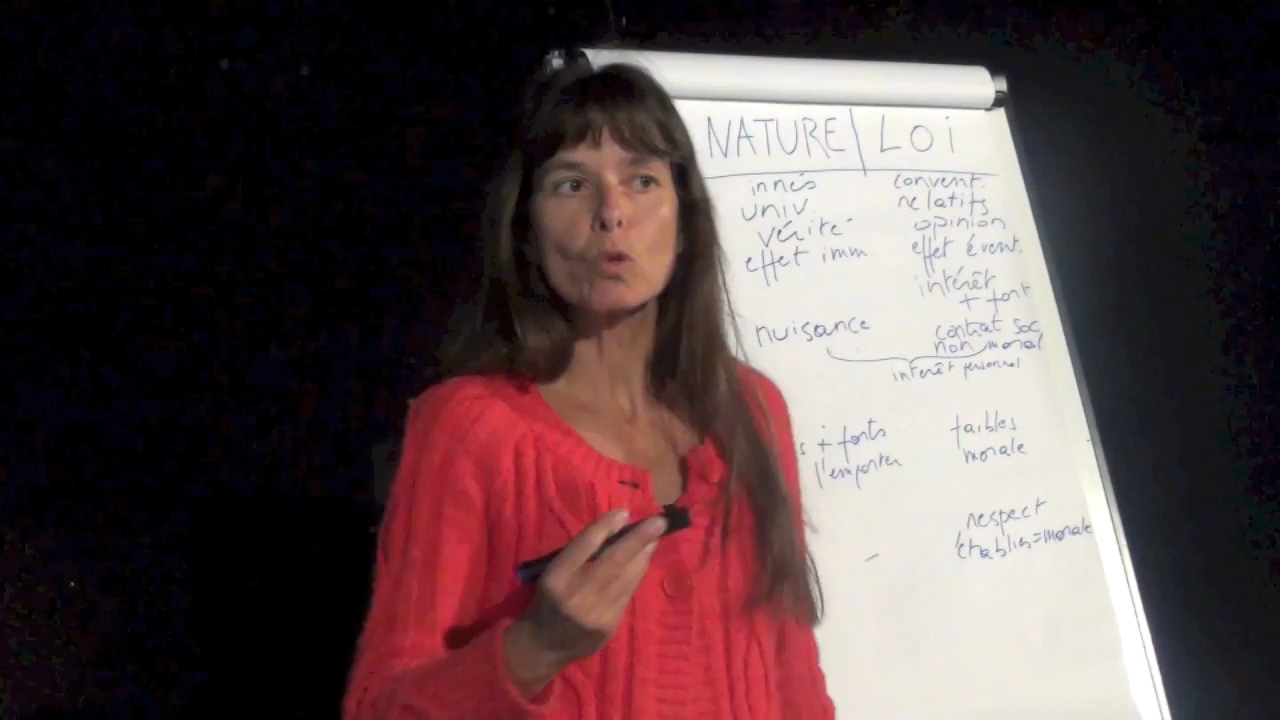 NATURE | LOI
innés convent.
univ. relatifs
vérité opinion
effet imm. effet évent.
intérêt
+ fort
nuisance contrat soc
non moral
intérêt personnel
s + forts faibles
l'emporter morale
respect
établies=morale